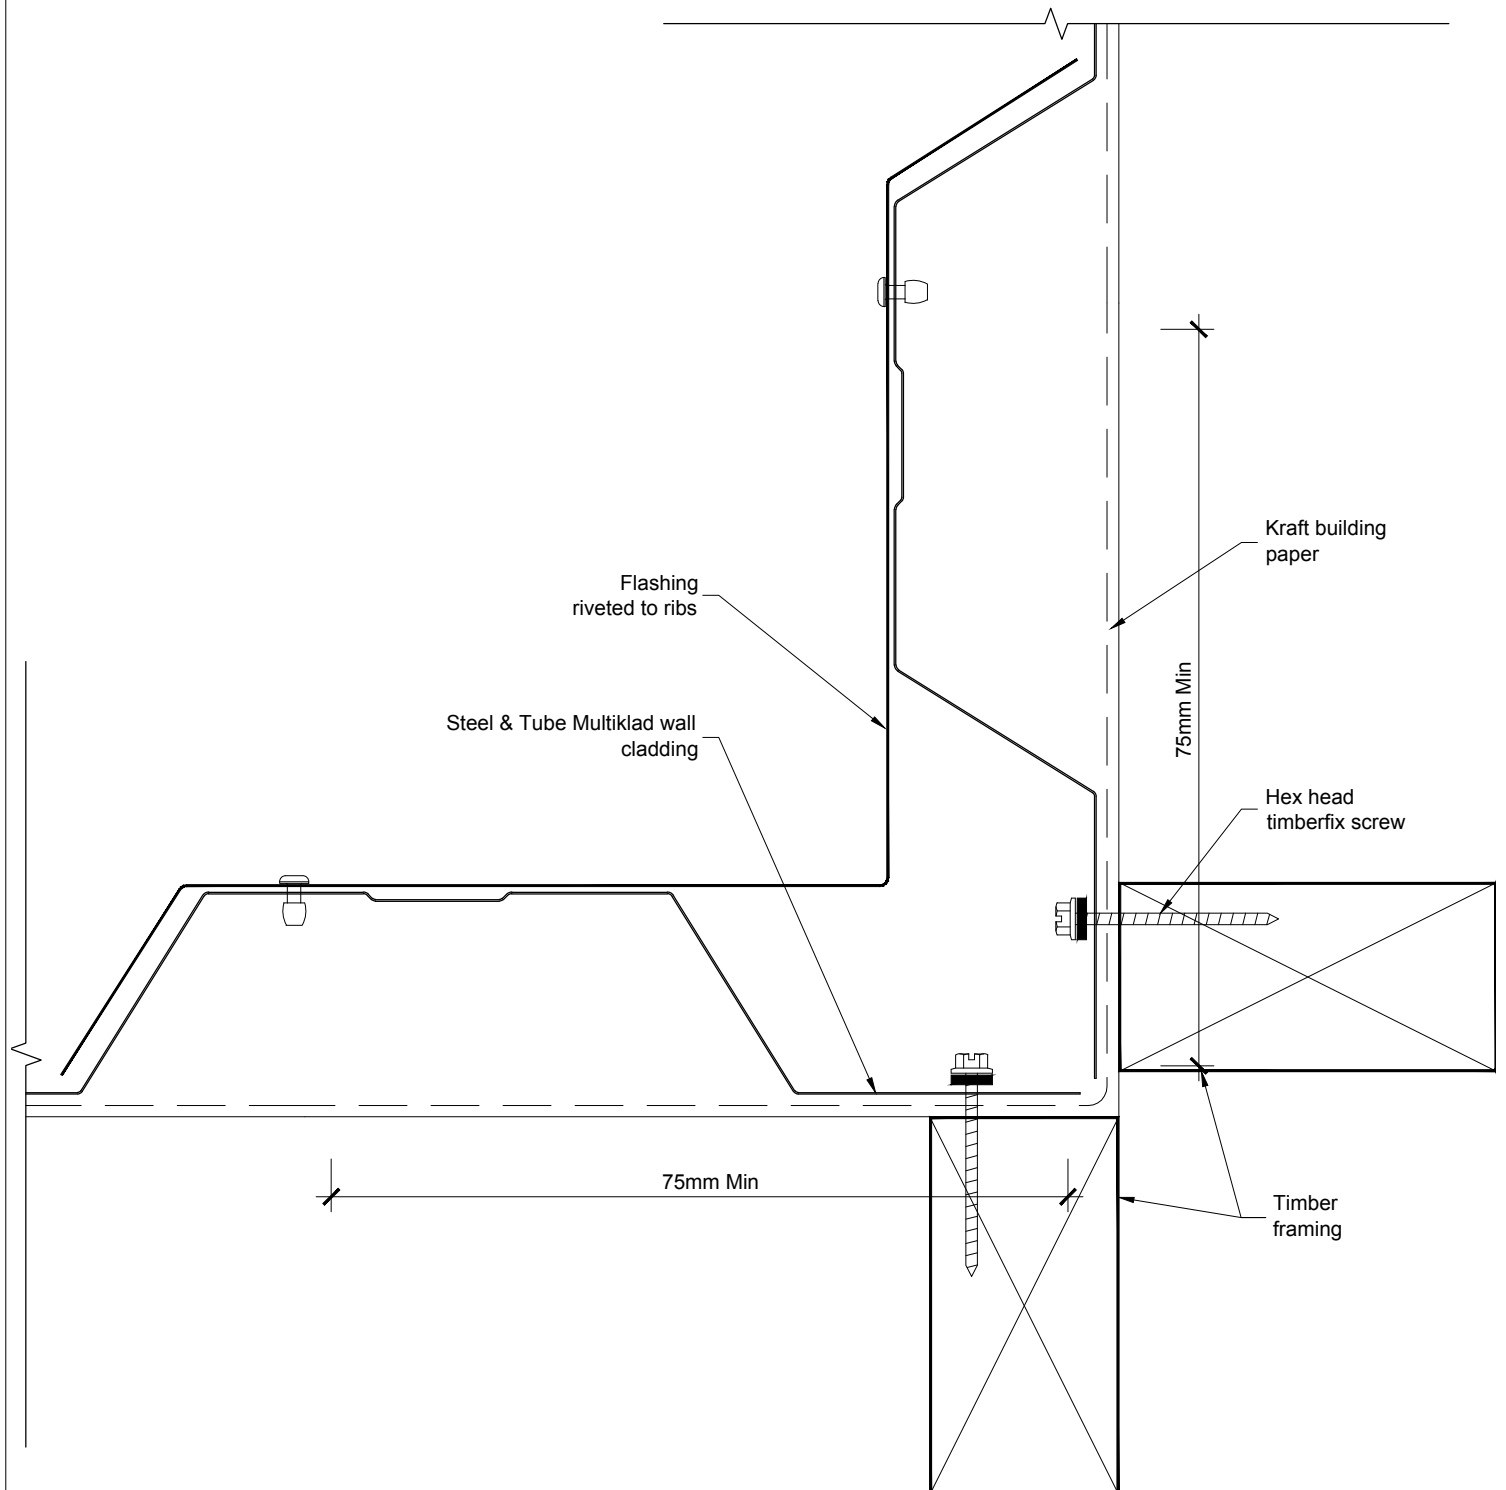 Kraft building
paper
Flashing
riveted to ribs
75mm Min
Steel & Tube Multiklad wall
cladding
Hex head
timberfix screw
75mm Min
Timber
framing